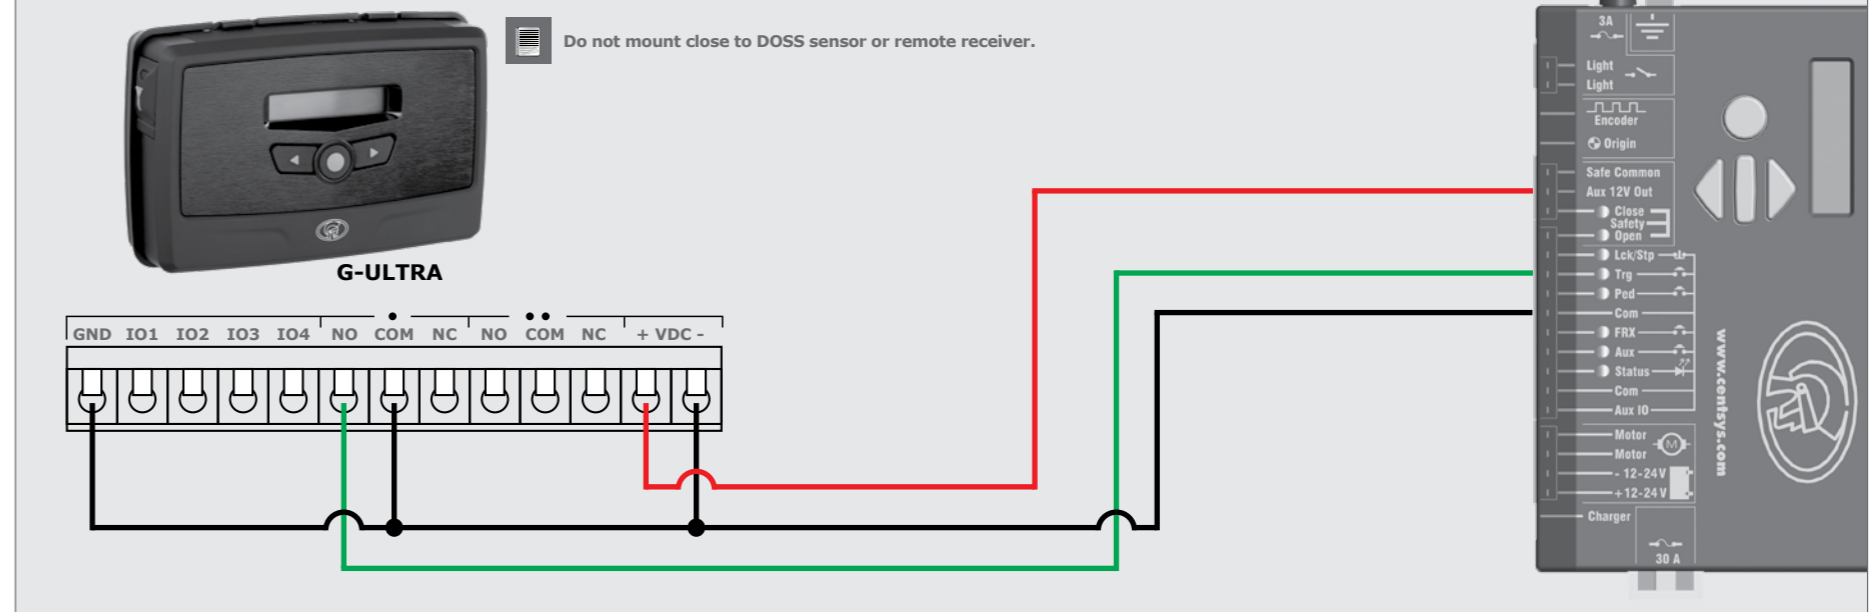 Do not mount close to DOSS sensor or remote receiver.
G-ULTRA
GND IO1 IO2 IO3 IO4 NO COM NC NO COM NC + VDC -
3A
Light
Light
Encoder
Origin
Safe Common
Aux 12V Out
Close
Safety
Open
Lck/Stp
Trg
Ped
Com
FRX
Aux
Status
Com
Aux IO
Motor
M
Motor
- 12-24V
+12-24V
Charger
30 A
www.centsys.com